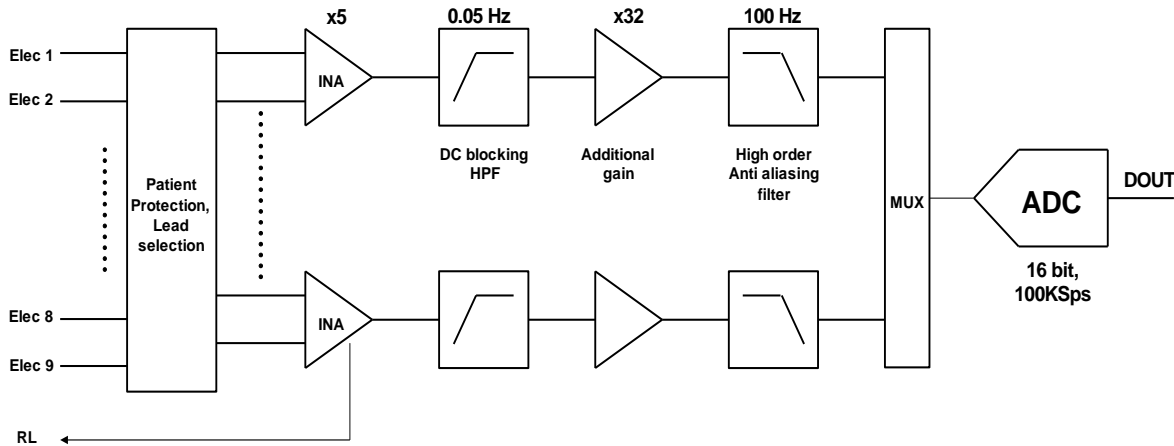 x5
0.05 Hz
x32
100 Hz
Elec 1
Elec 2
INA
DC blocking
HPF
Additional
gain
High order
Anti aliasing
filter
Patient
Protection,
Lead
selection
MUX
ADC
DOUT
16 bit,
100KSps
Elec 8
Elec 9
INA
RL